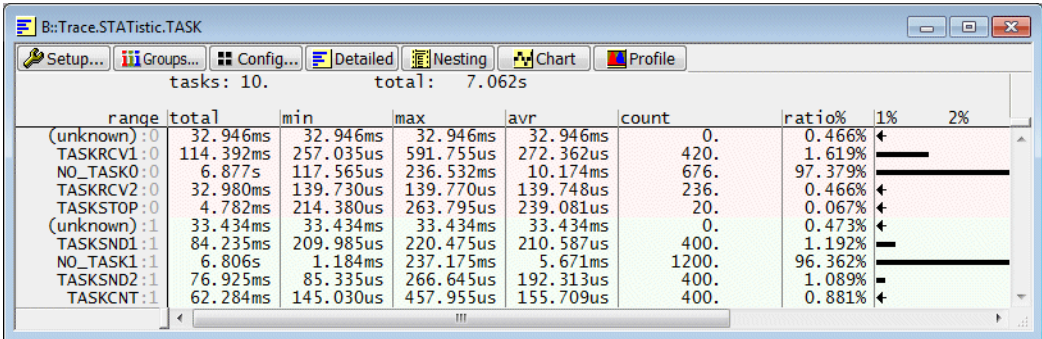 B::Trace.STATistic.TASK
Setup... Groups... Config... Detailed Nesting Chart Profile
tasks: 10. total: 7.062s
range total min max avr count ratio% 1% 2%
(unknown):0 32.946ms 32.946ms 32.946ms 32.946ms 0. 0.466%
TASKRCV1:0 114.392ms 257.035us 591.755us 272.362us 420. 1.619%
NO_TASK0:0 6.877s 117.565us 236.532ms 10.174ms 676. 97.379%
TASKRCV2:0 32.980ms 139.730us 139.770us 139.748us 236. 0.466%
TASKSTOP:0 4.782ms 214.380us 263.795us 239.081us 20. 0.067%
(unknown):1 33.434ms 33.434ms 33.434ms 33.434ms 0. 0.473%
TASKSND1:1 84.235ms 209.985us 220.475us 210.587us 400. 1.192%
NO_TASK1:1 6.806s 1.184ms 237.175ms 5.671ms 1200. 96.362%
TASKSND2:1 76.925ms 85.335us 266.645us 192.313us 400. 1.089%
TASKCNT:1 62.284ms 145.030us 457.955us 155.709us 400. 0.881%